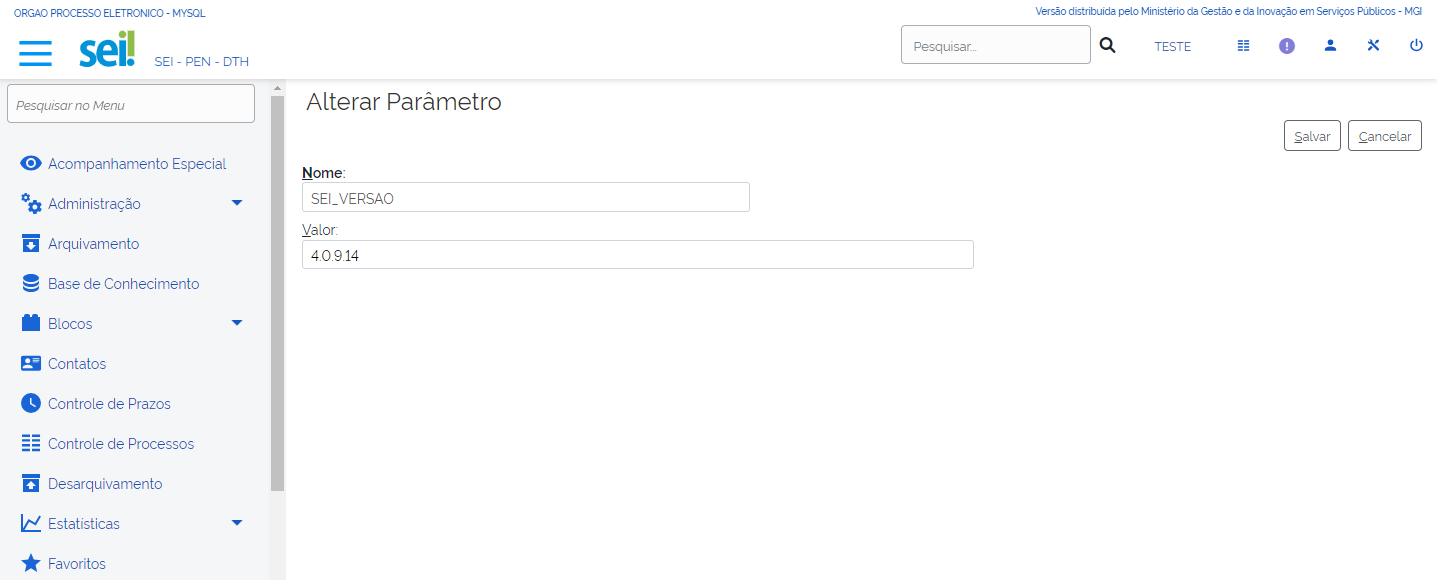 ORGAO PROCESSO ELETRONICO - MYSQL
Versão distribuída pelo Ministério da Gestão e da Inovação em Serviços Públicos - MGI
sei!
SEI - PEN - DTH
Pesquisar...
TESTE
Pesquisar no Menu
Acompanhamento Especial
Administração
Arquivamento
Base de Conhecimento
Blocos
Contatos
Controle de Prazos
Controle de Processos
Desarquivamento
Estatísticas
Favoritos
Alterar Parâmetro
Salvar
Cancelar
Nome:
SEI_VERSAO
Valor:
4.0.9.14